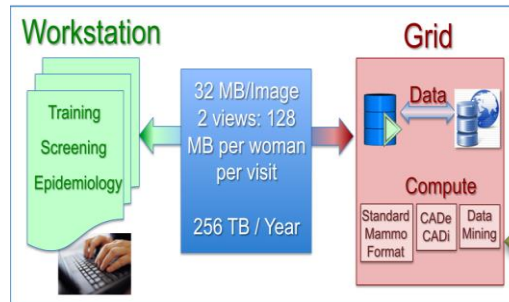 Workstation
Training
Screening
Epidemiology
32 MB/Image
2 views: 128
MB per woman
per visit
256 TB / Year
Grid
Data
Compute
Standard
Mammo
Format
CADe
CADi
Data
Mining